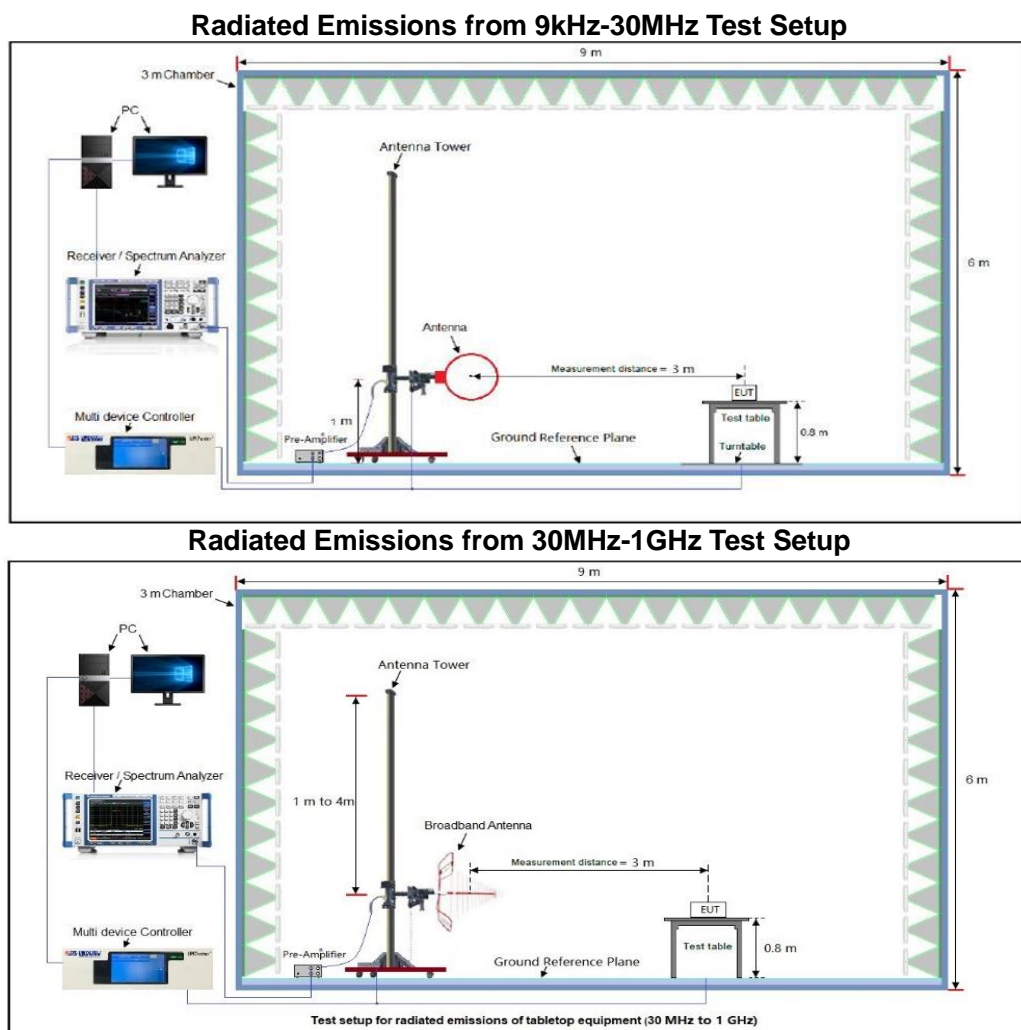 Radiated Emissions from 9kHz-30MHz Test Setup
9 m
3 m Chamber
PC
Antenna Tower
Receiver / Spectrum Analyzer
6 m
Antenna
Measurement distance = 3 m
EUT
Multi device Controller
1 m
Test table
0.8 m
Pre-Amplifier
Ground Reference Plane
Turntable
Radiated Emissions from 30MHz-1GHz Test Setup
9 m
3 m Chamber
PC
Antenna Tower
Receiver / Spectrum Analyzer
6 m
1 m to 4m
Broadband Antenna
Measurement distance = 3 m
EUT
Multi device Controller
Test table
0.8 m
Pre-Amplifier
Ground Reference Plane
Test setup for radiated emissions of tabletop equipment (30 MHz to 1 GHz)